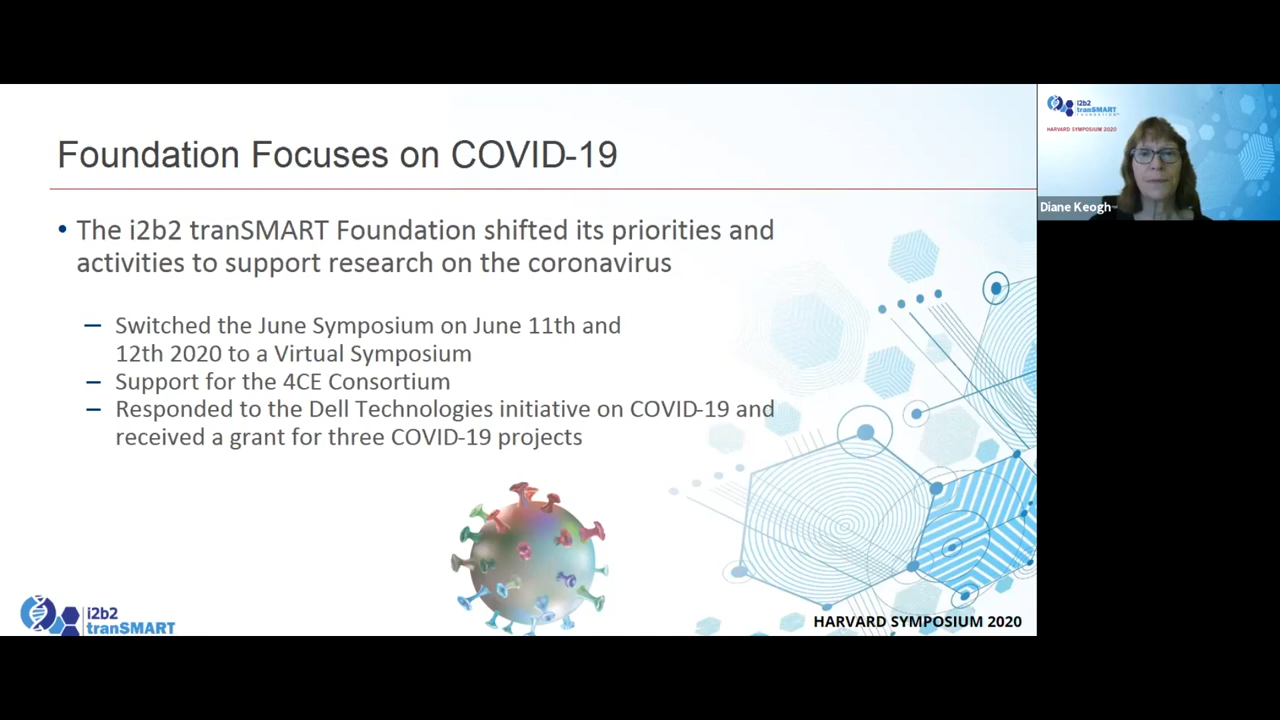 Foundation Focuses on COVID-19
• The i2b2 tranSMART Foundation shifted its priorities and
activities to support research on the coronavirus
– Switched the June Symposium on June 11th and
12th 2020 to a Virtual Symposium
– Support for the 4CE Consortium
– Responded to the Dell Technologies initiative on COVID-19 and
received a grant for three COVID-19 projects
i2b2
tranSMART
HARVARD SYMPOSIUM 2020
i2b2
tranSMART
FOUNDATION
HARVARD SYMPOSIUM 2020
Diane Keogh